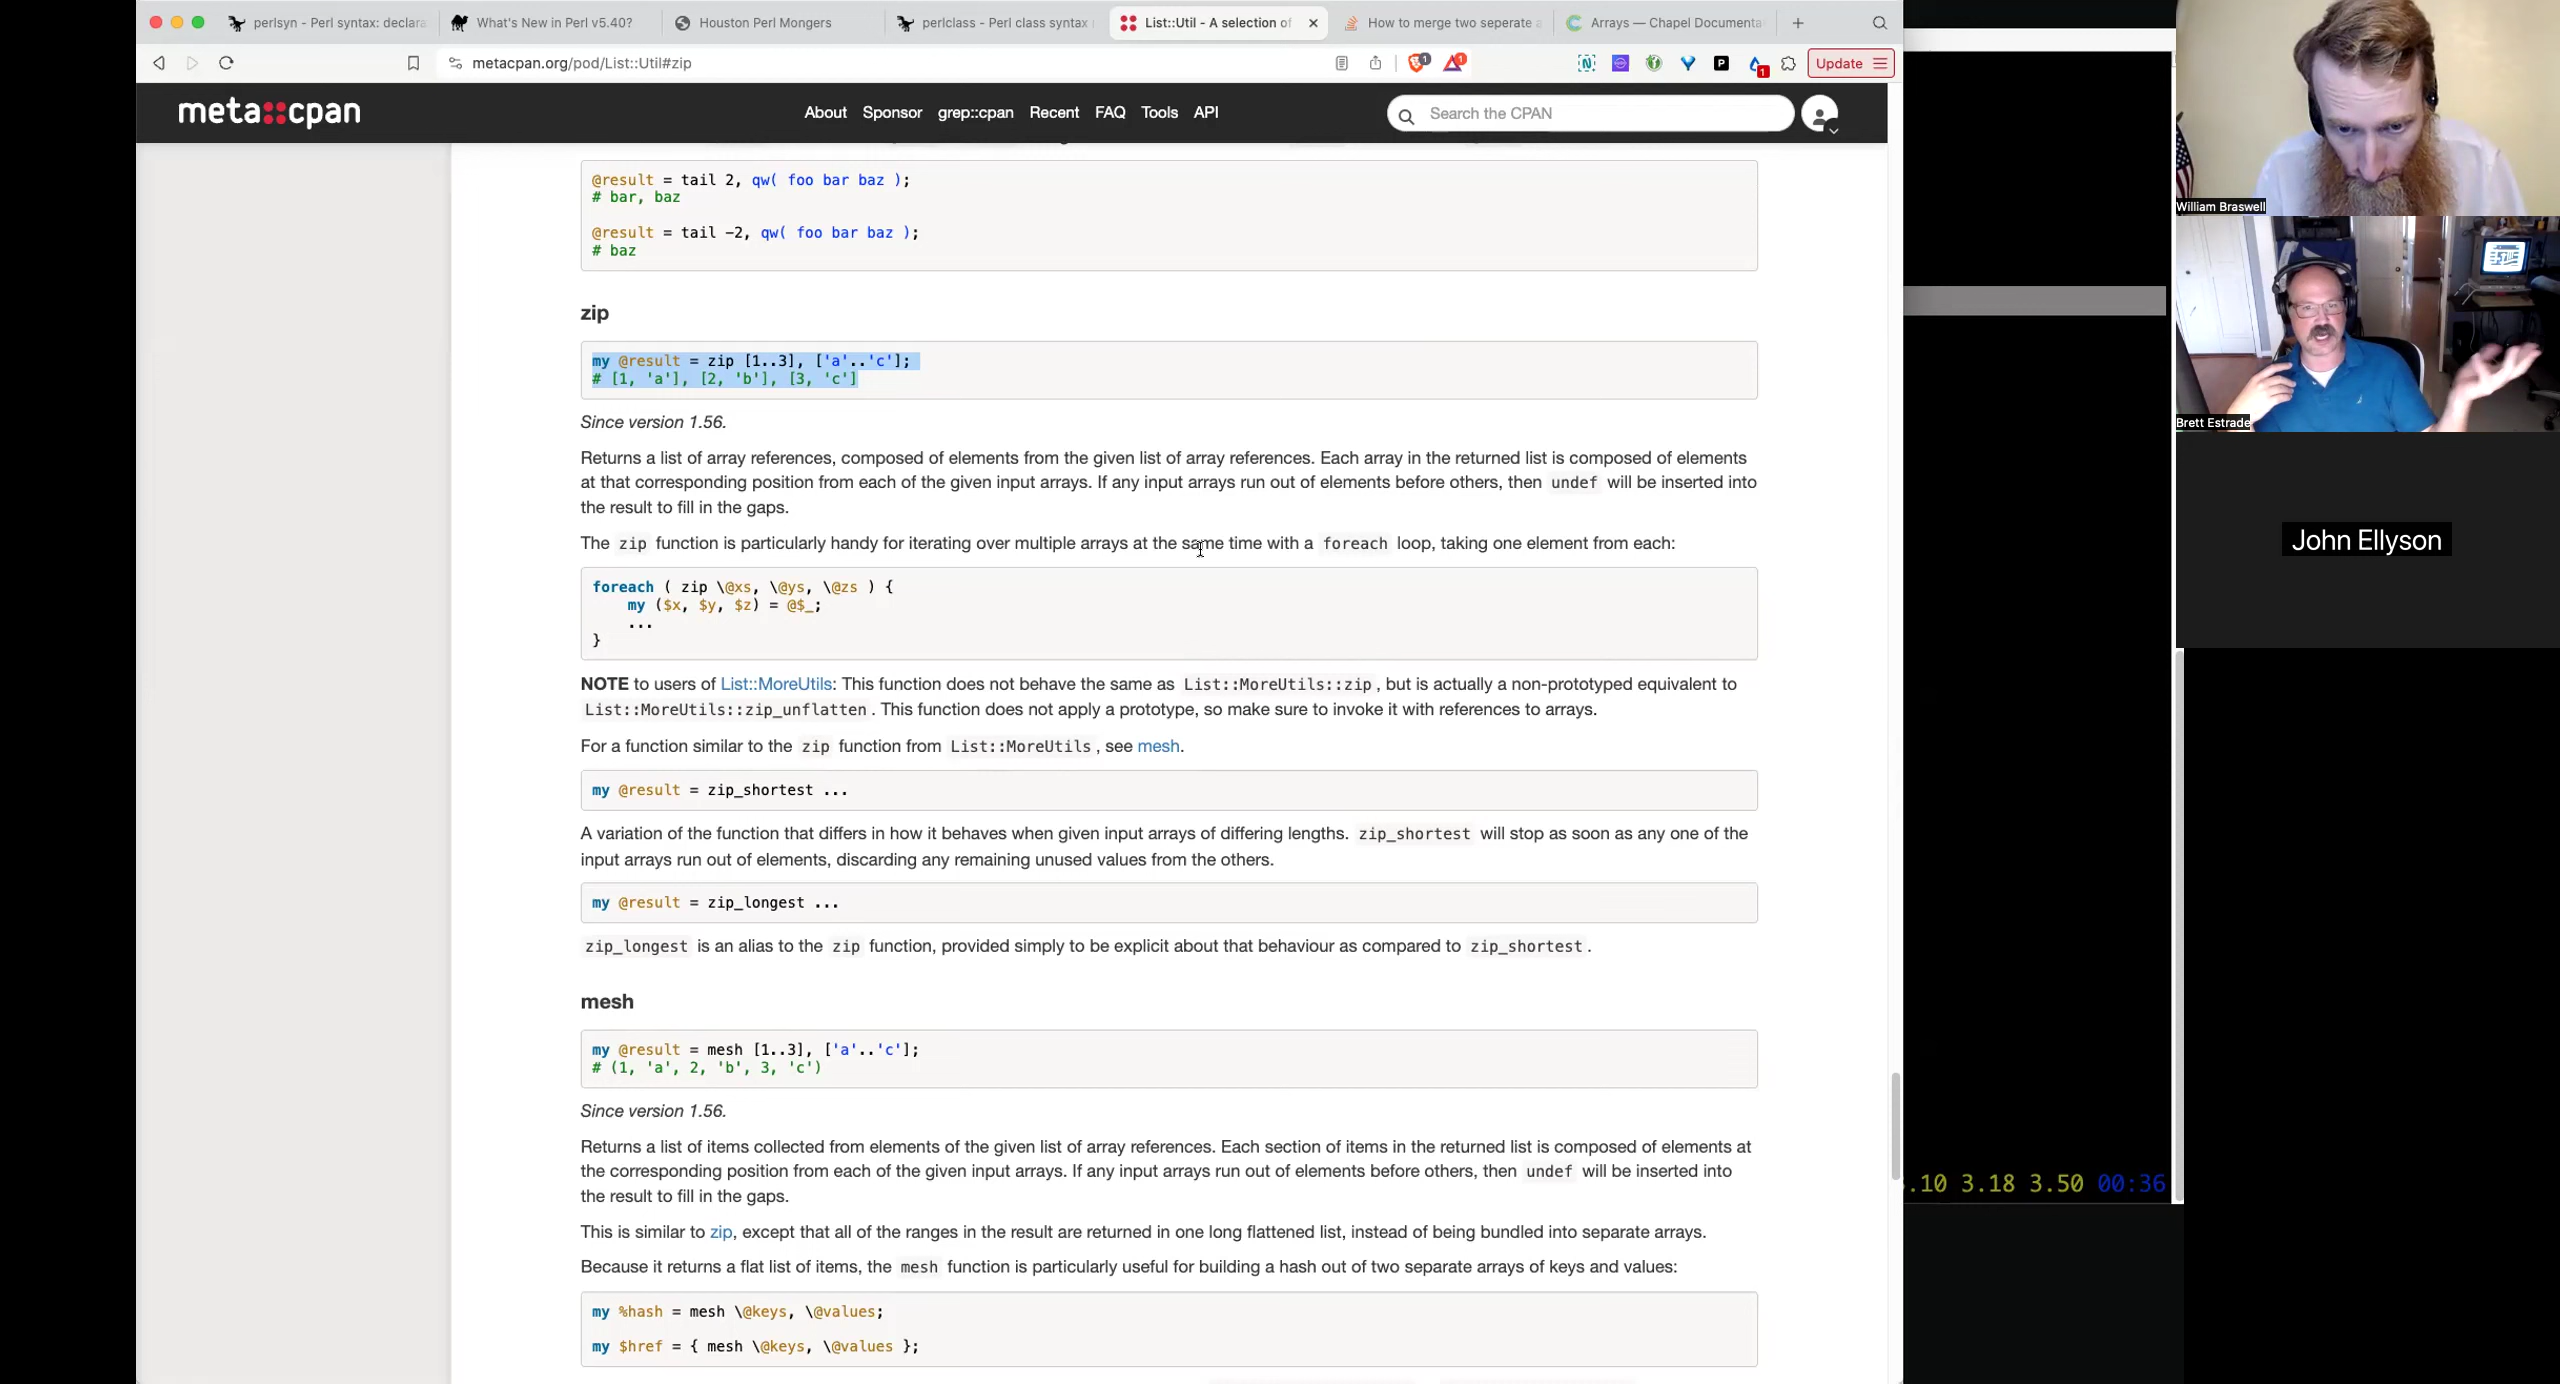 perlsyn - Perl syntax: declara
What's New in Perl v5.40?
Houston Perl Mongers
perlclass - Perl class syntax
List::Util - A selection of
How to merge two seperate a
Arrays — Chapel Documenta
metacpan.org/pod/List::Util#zip
1
1
N
P
1
Update
meta::cpan
About Sponsor grep::cpan Recent FAQ Tools API
Search the CPAN
@result = tail 2, qw( foo bar baz );
# bar, baz
@result = tail -2, qw( foo bar baz );
# baz
zip
my @result = zip [1..3], ['a'..'c'];
# [1, 'a'], [2, 'b'], [3, 'c']
Since version 1.56.
Returns a list of array references, composed of elements from the given list of array references. Each array in the returned list is composed of elements
at that corresponding position from each of the given input arrays. If any input arrays run out of elements before others, then undef will be inserted into
the result to fill in the gaps.
The zip function is particularly handy for iterating over multiple arrays at the same time with a foreach loop, taking one element from each:
foreach ( zip \@xs, \@ys, \@zs ) {
my ($x, $y, $z) = @$_;
...
}
NOTE to users of List::MoreUtils: This function does not behave the same as List::MoreUtils::zip, but is actually a non-prototyped equivalent to
List::MoreUtils::zip_unflatten. This function does not apply a prototype, so make sure to invoke it with references to arrays.
For a function similar to the zip function from List::MoreUtils, see mesh.
my @result = zip_shortest ...
A variation of the function that differs in how it behaves when given input arrays of differing lengths. zip_shortest will stop as soon as any one of the
input arrays run out of elements, discarding any remaining unused values from the others.
my @result = zip_longest ...
zip_longest is an alias to the zip function, provided simply to be explicit about that behaviour as compared to zip_shortest.
mesh
my @result = mesh [1..3], ['a'..'c'];
# (1, 'a', 2, 'b', 3, 'c')
Since version 1.56.
Returns a list of items collected from elements of the given list of array references. Each section of items in the returned list is composed of elements at
the corresponding position from each of the given input arrays. If any input arrays run out of elements before others, then undef will be inserted into
the result to fill in the gaps.
This is similar to zip, except that all of the ranges in the result are returned in one long flattened list, instead of being bundled into separate arrays.
Because it returns a flat list of items, the mesh function is particularly useful for building a hash out of two separate arrays of keys and values:
my %hash = mesh \@keys, \@values;
my $href = { mesh \@keys, \@values };
William Braswell
Brett Estrade
John Ellyson
.10 3.18 3.50 00:36